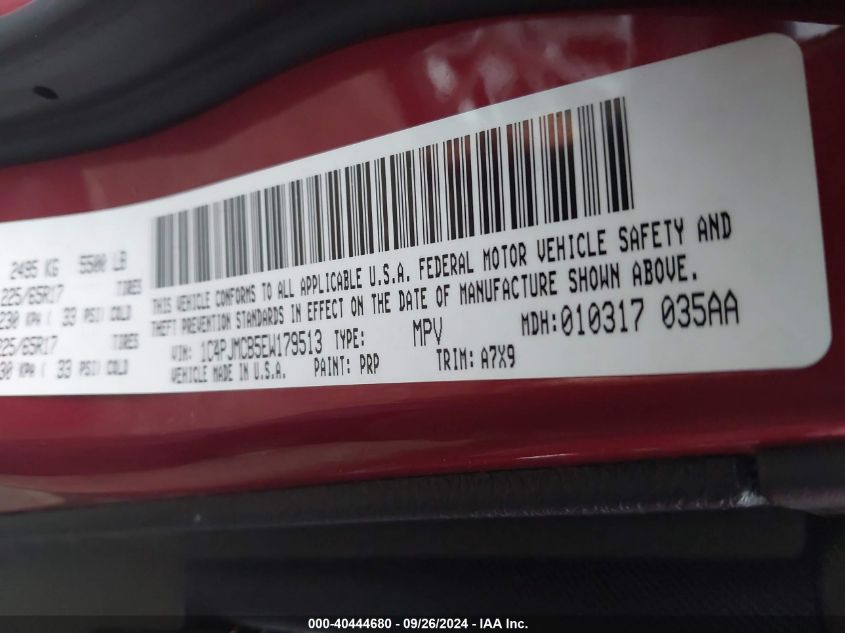 2495 KG 5500 LB
225/65R17 TIRES
230 KPA ( 33 PSI) COLD
225/65R17 TIRES
230 KPA ( 33 PSI) COLD
THIS VEHICLE CONFORMS TO ALL APPLICABLE U.S.A. FEDERAL MOTOR VEHICLE SAFETY AND
THEFT PREVENTION STANDARDS IN EFFECT ON THE DATE OF MANUFACTURE SHOWN ABOVE.
VIN: 1C4PJMCB5EW179513 TYPE: MPV MDH:010317 035AA
VEHICLE MADE IN U.S.A. PAINT: PRP TRIM: A7X9
000-40444680 - 09/26/2024 - IAA Inc.